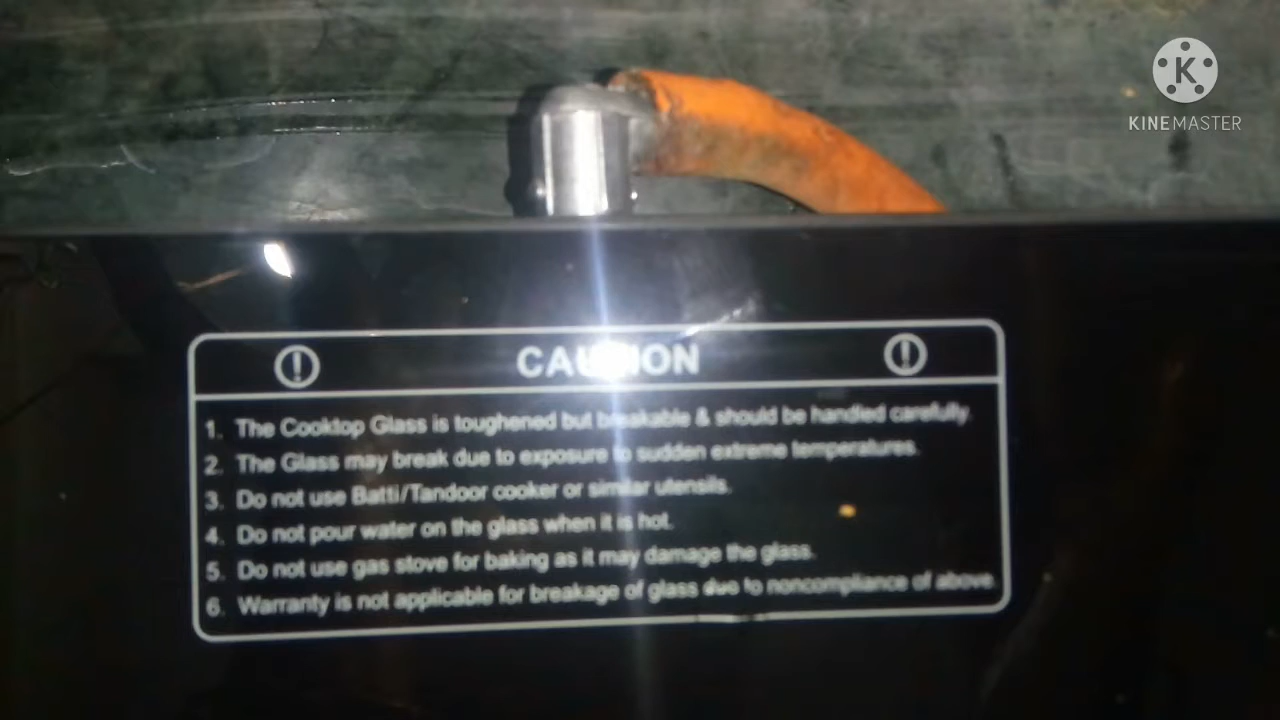 KINEMASTER
CAUTION
1. The Cooktop Glass is toughened but breakable & should be handled carefully.
2. The Glass may break due to exposure to sudden extreme temperatures.
3. Do not use Batti/Tandoor cooker or similar utensils.
4. Do not pour water on the glass when it is hot.
5. Do not use gas stove for baking as it may damage the glass.
6. Warranty is not applicable for breakage of glass due to noncompliance of above.